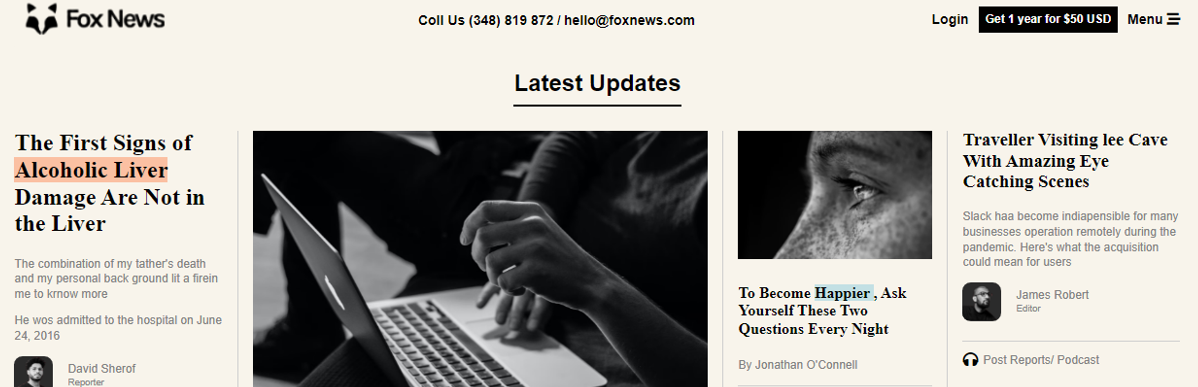 Fox News
Coll Us (348) 819 872 / hello@foxnews.com
Login
Get 1 year for $50 USD
Menu
Latest Updates
The First Signs of
Alcoholic Liver
Damage Are Not in
the Liver
The combination of my tather's death
and my personal back ground lit a firein
me to krnow more
He wos admitted to the hospital on June
24, 2016
David Sherof
Reporter
To Become Happier , Ask
Yourself These Two
Questions Every Night
By Jonathan O'Connell
Traveller Visiting lee Cave
With Amazing Eye
Catching Scenes
Slack haa become indiapensible for many
businesses operation remotely during the
pandemic. Here's what the acquisition
could mean for users
James Robert
Editor
Post Reports/ Podcast